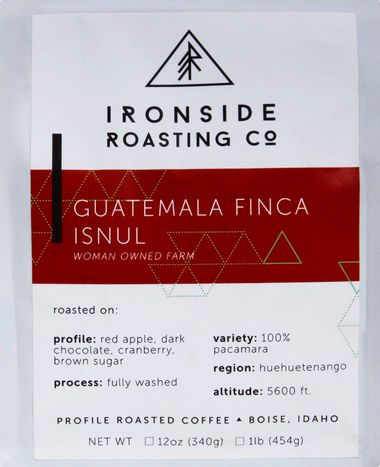 IRONSIDE
ROASTING CO
GUATEMALA FINCA
ISNUL
WOMAN OWNED FARM
roasted on:
profile: red apple, dark
chocolate, cranberry,
brown sugar
process: fully washed
variety: 100%
pacamara
region: huehuetenango
altitude: 5600 ft.
PROFILE ROASTED COFFEE ▲ BOISE, IDAHO
NET WT ☐ 12oz (340g) ☐ 1lb (454g)